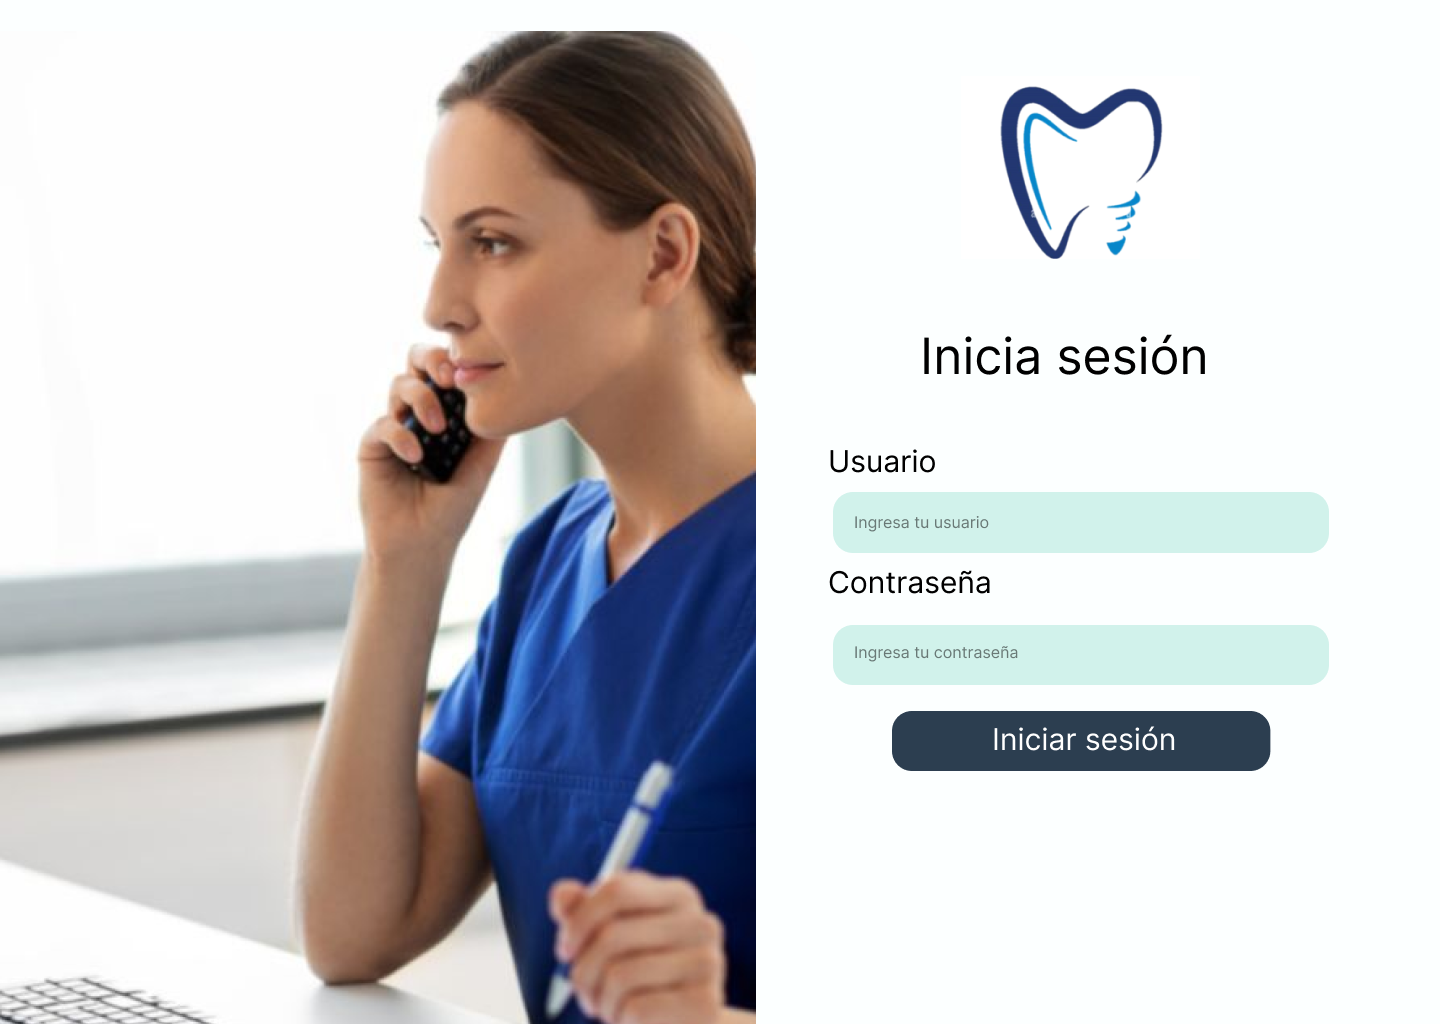 Inicia sesión
Usuario
Ingresa tu usuario
Contraseña
Ingresa tu contraseña
Iniciar sesión